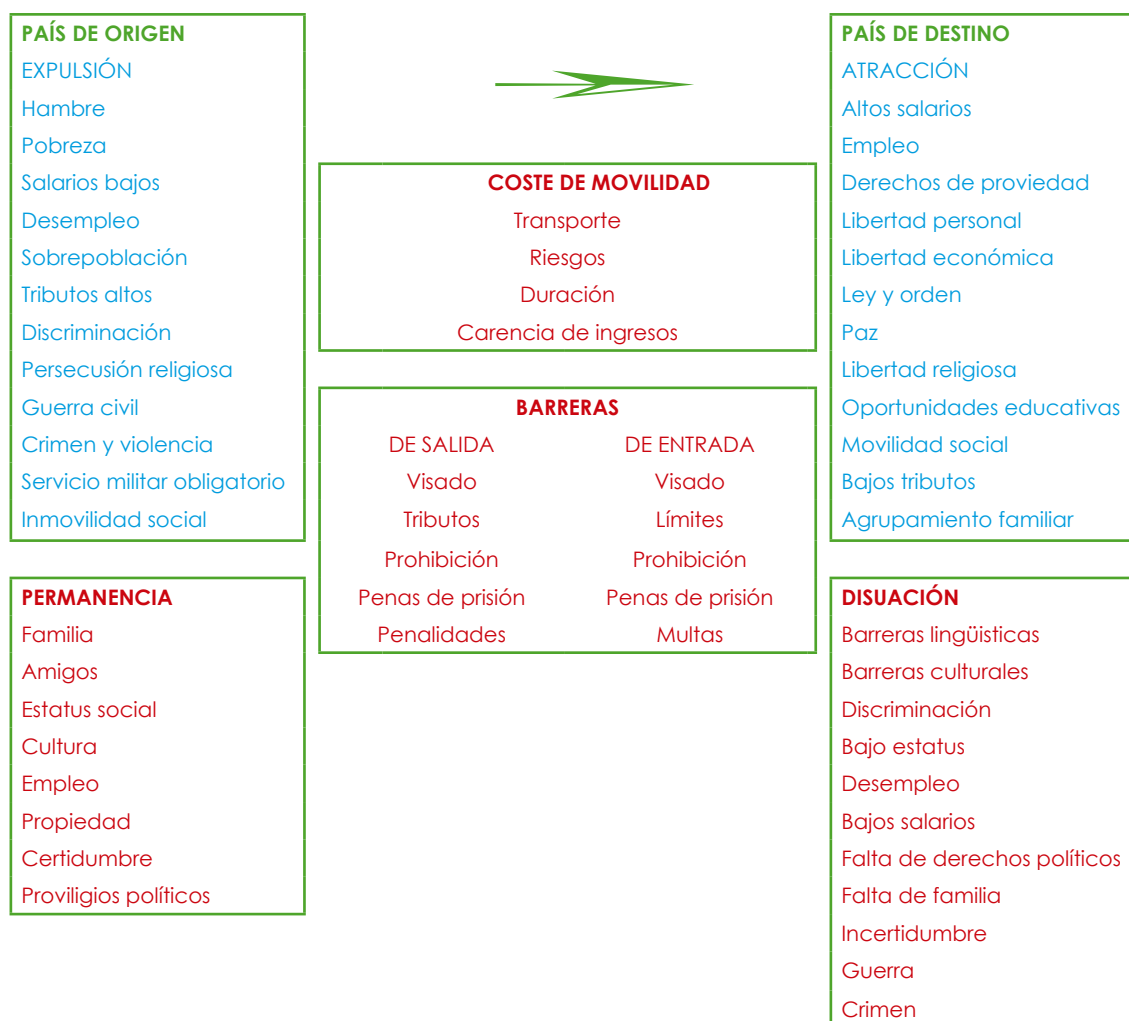 PAÍS DE ORIGEN
EXPULSIÓN
Hambre
Pobreza
Salarios bajos
Desempleo
Sobrepoblación
Tributos altos
Discriminación
Persecusión religiosa
Guerra civil
Crimen y violencia
Servicio militar obligatorio
Inmovilidad social
PERMANENCIA
Familia
Amigos
Estatus social
Cultura
Empleo
Propiedad
Certidumbre
Proviligios políticos
COSTE DE MOVILIDAD
Transporte
Riesgos
Duración
Carencia de ingresos
BARRERAS
DE SALIDA DE ENTRADA
Visado Visado
Tributos Límites
Prohibición Prohibición
Penas de prisión Penas de prisión
Penalidades Multas
PAÍS DE DESTINO
ATRACCIÓN
Altos salarios
Empleo
Derechos de proviedad
Libertad personal
Libertad económica
Ley y orden
Paz
Libertad religiosa
Oportunidades educativas
Movilidad social
Bajos tributos
Agrupamiento familiar
DISUACIÓN
Barreras lingüisticas
Barreras culturales
Discriminación
Bajo estatus
Desempleo
Bajos salarios
Falta de derechos políticos
Falta de familia
Incertidumbre
Guerra
Crimen